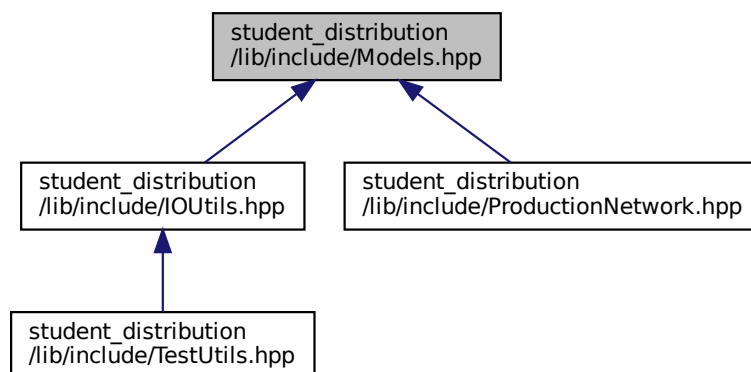 student_distribution
/lib/include/Models.hpp
student_distribution
/lib/include/IOUtils.hpp
student_distribution
/lib/include/ProductionNetwork.hpp
student_distribution
/lib/include/TestUtils.hpp